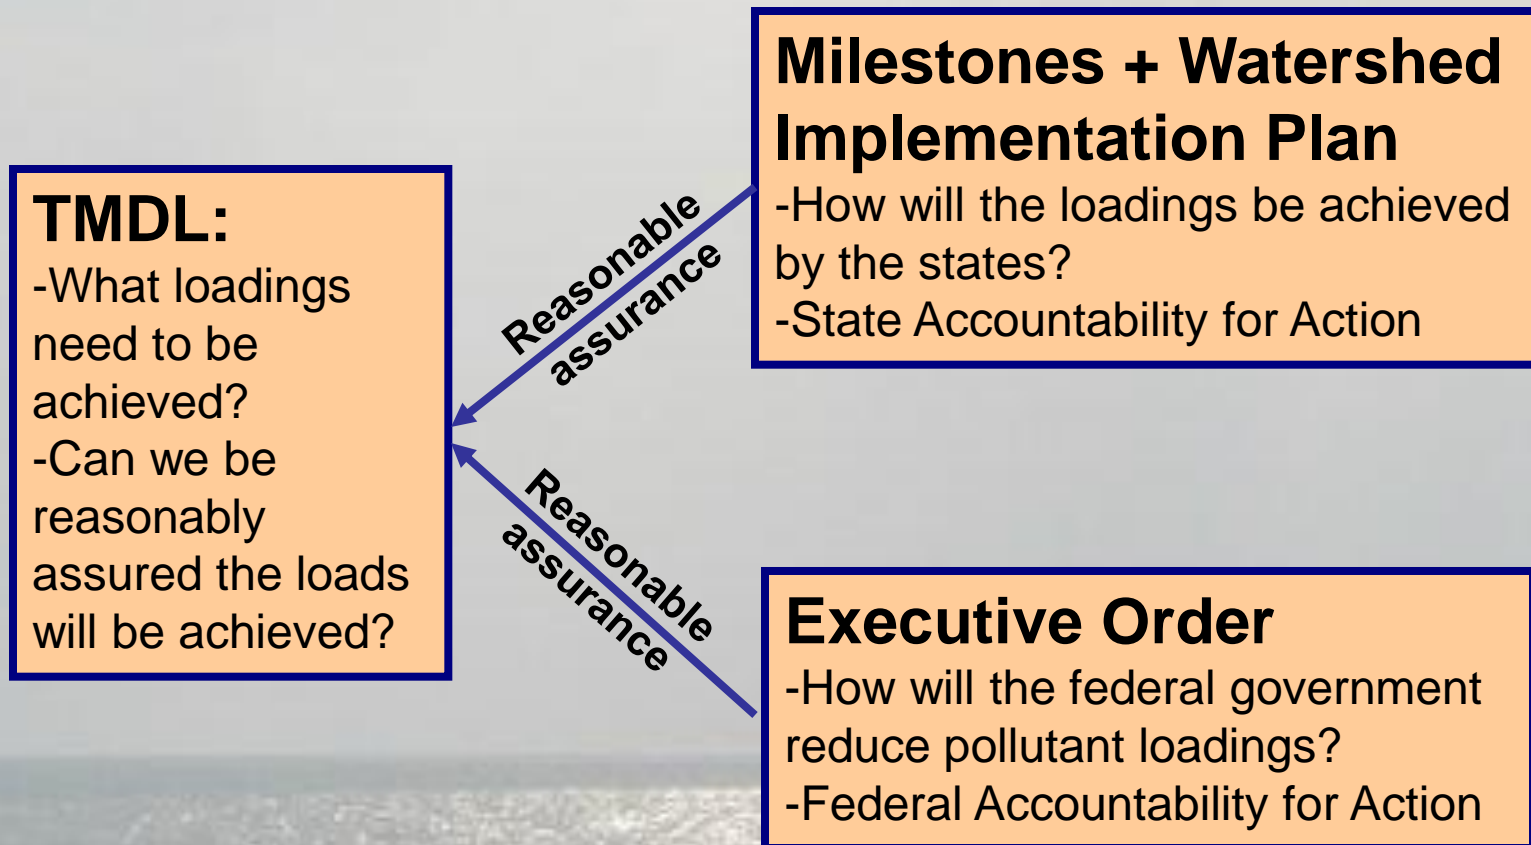 TMDL:
-What loadings
need to be
achieved?
-Can we be
reasonably
assured the loads
will be achieved?
Reasonable
assurance
Milestones + Watershed
Implementation Plan
-How will the loadings be achieved
by the states?
-State Accountability for Action
Reasonable
assurance
Executive Order
-How will the federal government
reduce pollutant loadings?
-Federal Accountability for Action